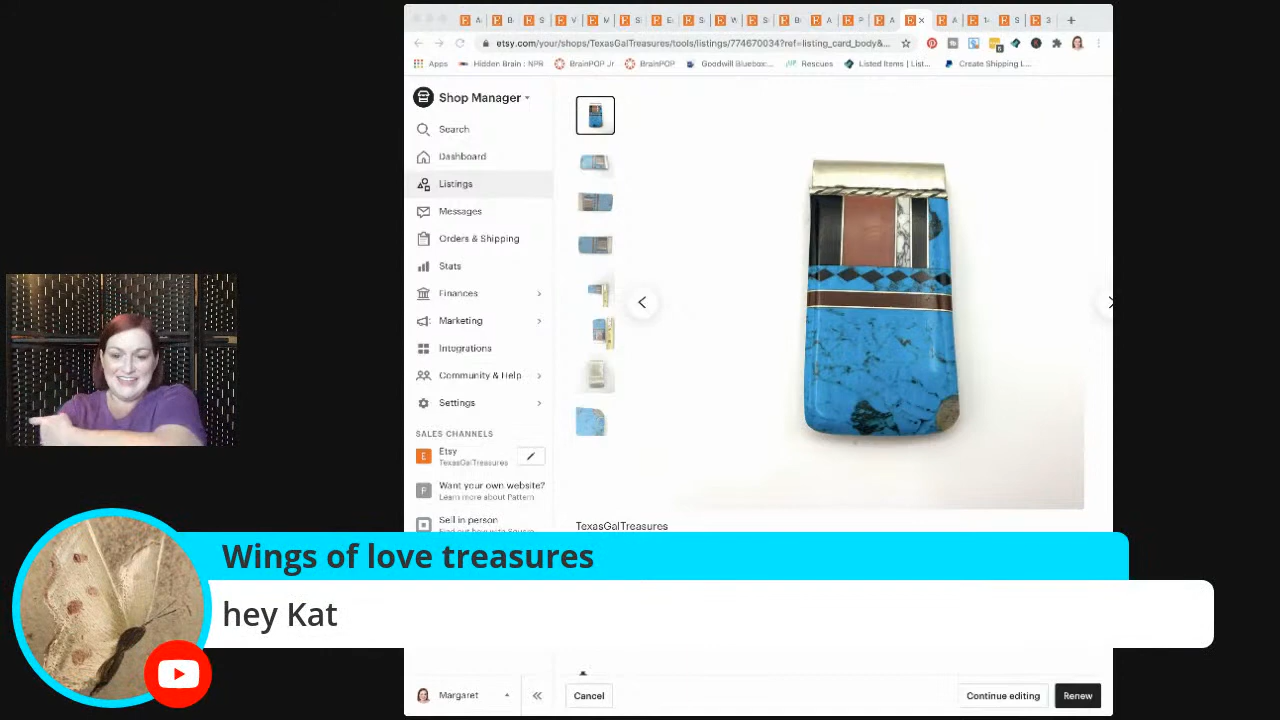 etsy.com/your/shops/TexasGalTreasures/tools/listings/774670034?ref=listing_card_body&...
Apps
Hidden Brain : NPR
BrainPOP Jr
BrainPOP
Goodwill Bluebox:...
Rescues
Listed Items | List...
Create Shipping L...
Shop Manager
Search
Dashboard
Listings
Messages
Orders & Shipping
Stats
Finances
Marketing
Integrations
Community & Help
Settings
SALES CHANNELS
E
Etsy
TexasGalTreasures
P
Want your own website?
Learn more about Pattern
Sell in person
TexasGalTreasures
Wings of love treasures
hey Kat
Margaret
Cancel
Continue editing
Renew